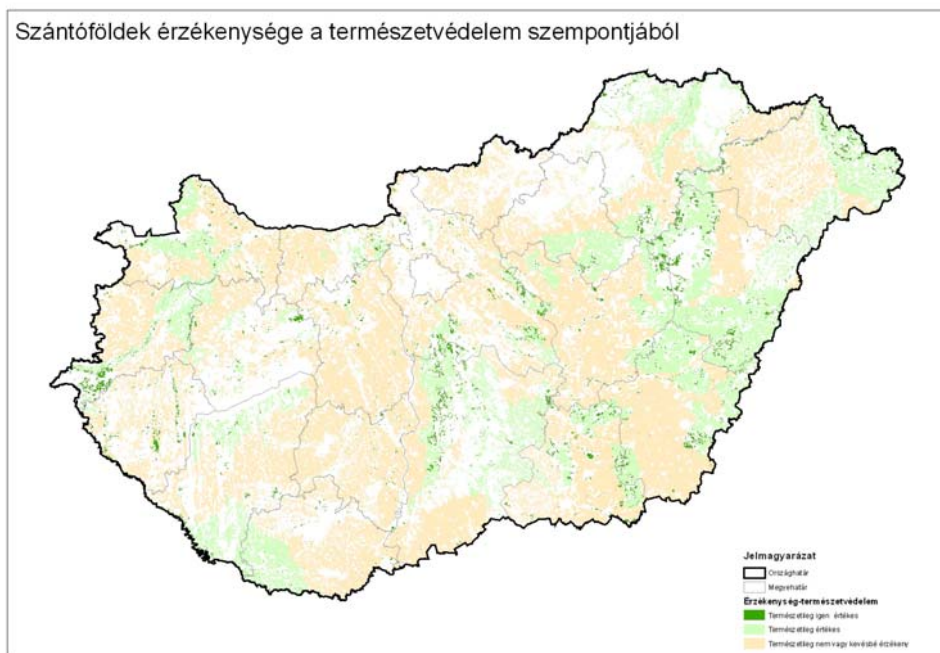 Szántóföldek érzékenysége a természetvédelem szempontjából
Jelmagyarázat
Országhatár
Megyehatár
Érzékenység-természetvédelem
Természetileg igen értékes
Természetileg értékes
Természetileg nem vagy kevésbé érzékeny